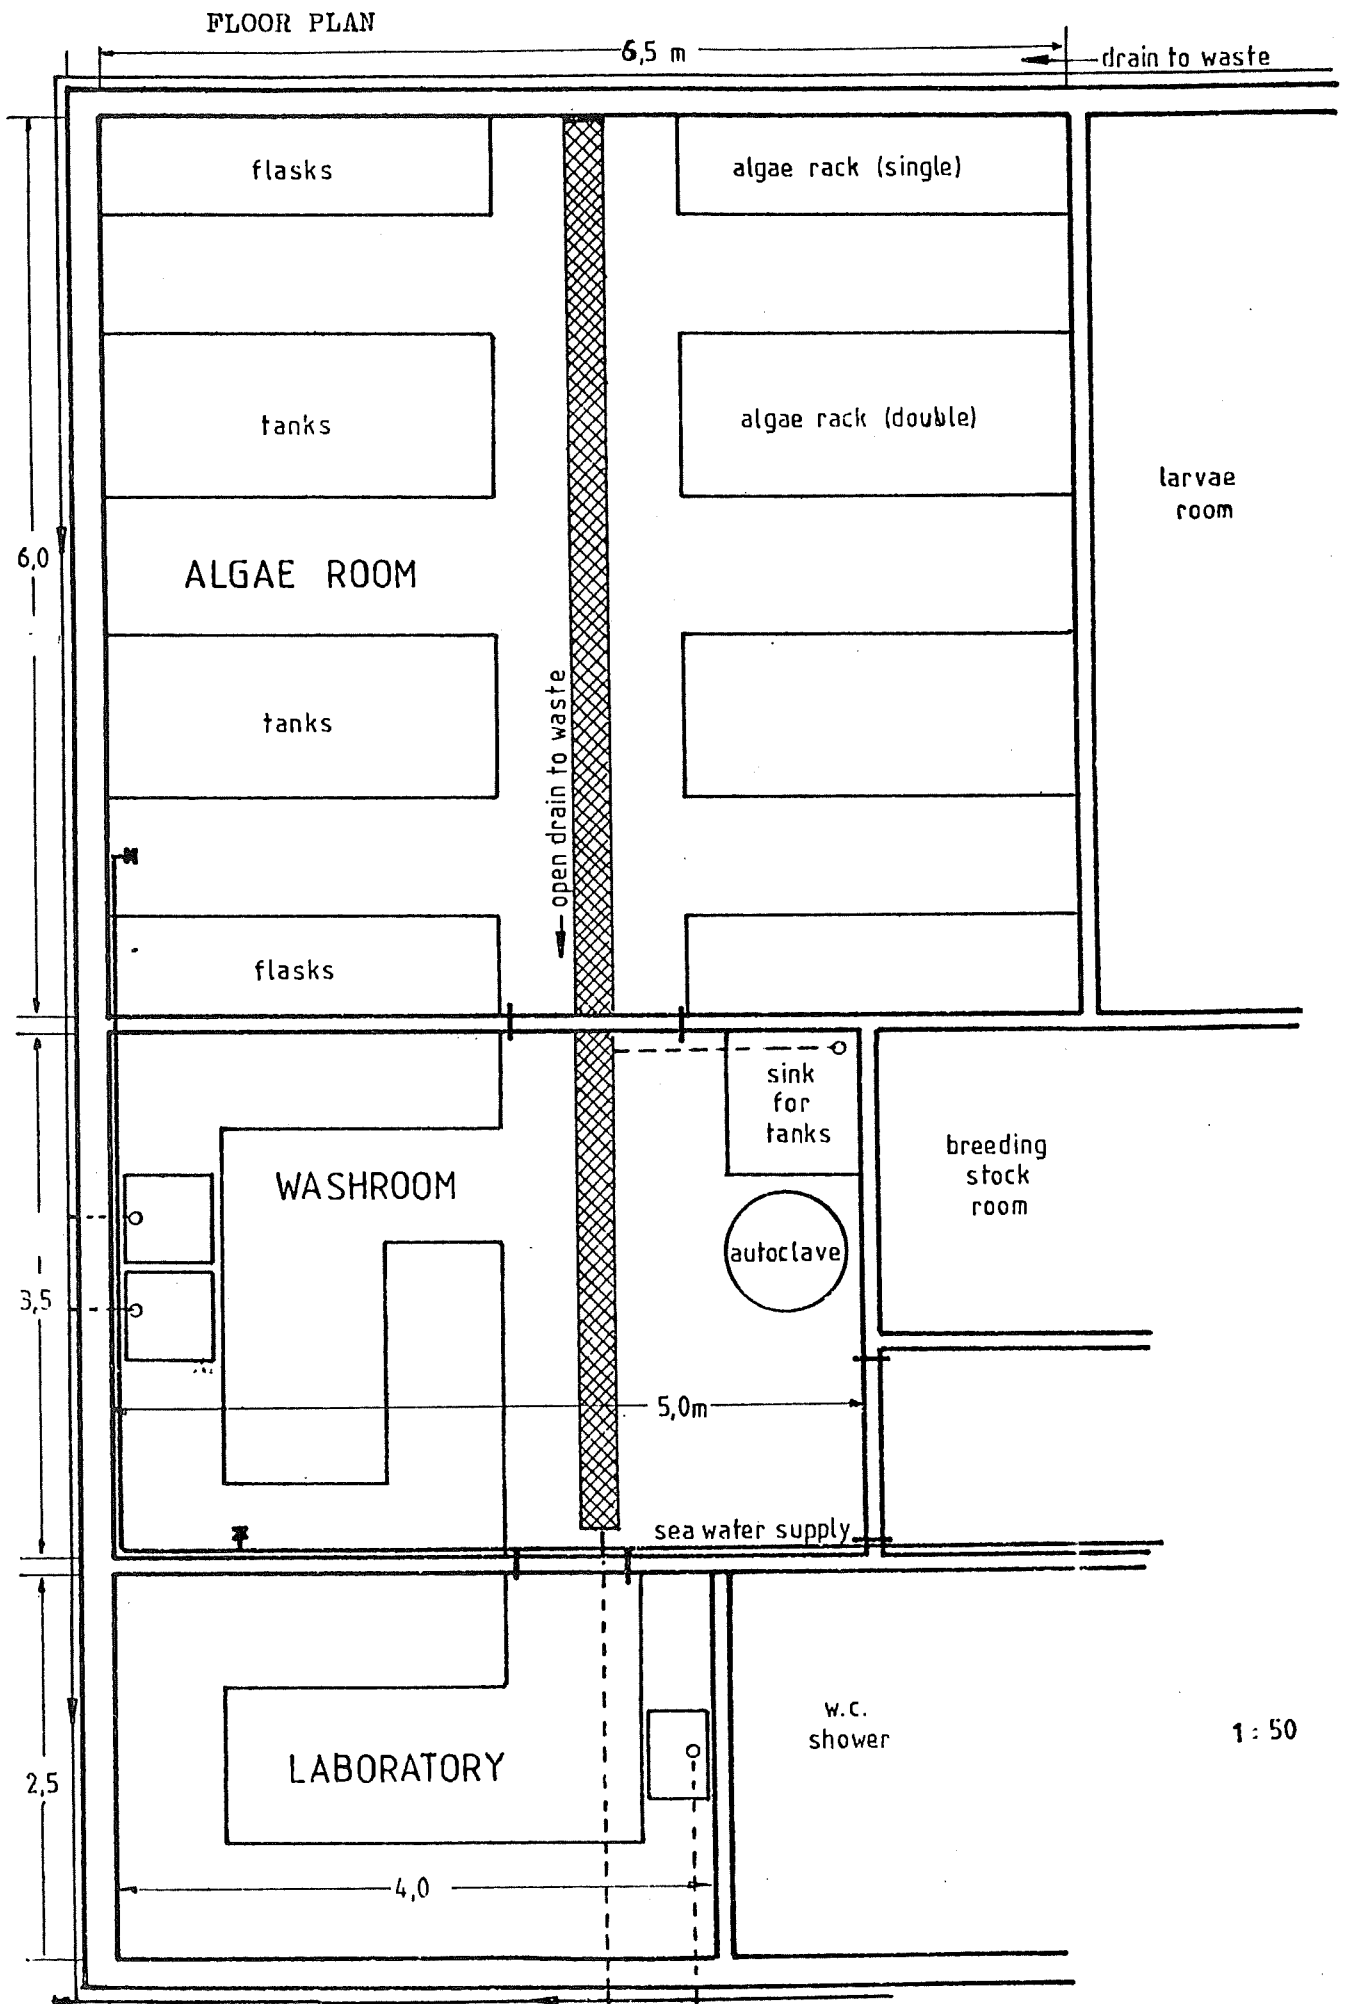 FLOOR PLAN
6,5 m
drain to waste
flasks
algae rack (single)
tanks
algae rack (double)
larvae
room
6,0
ALGAE ROOM
tanks
open drain to waste
flasks
sink
for
tanks
breeding
stock
room
WASHROOM
autoclave
3,5
5,0m
sea water supply
w.c.
shower
1:50
LABORATORY
2,5
4,0